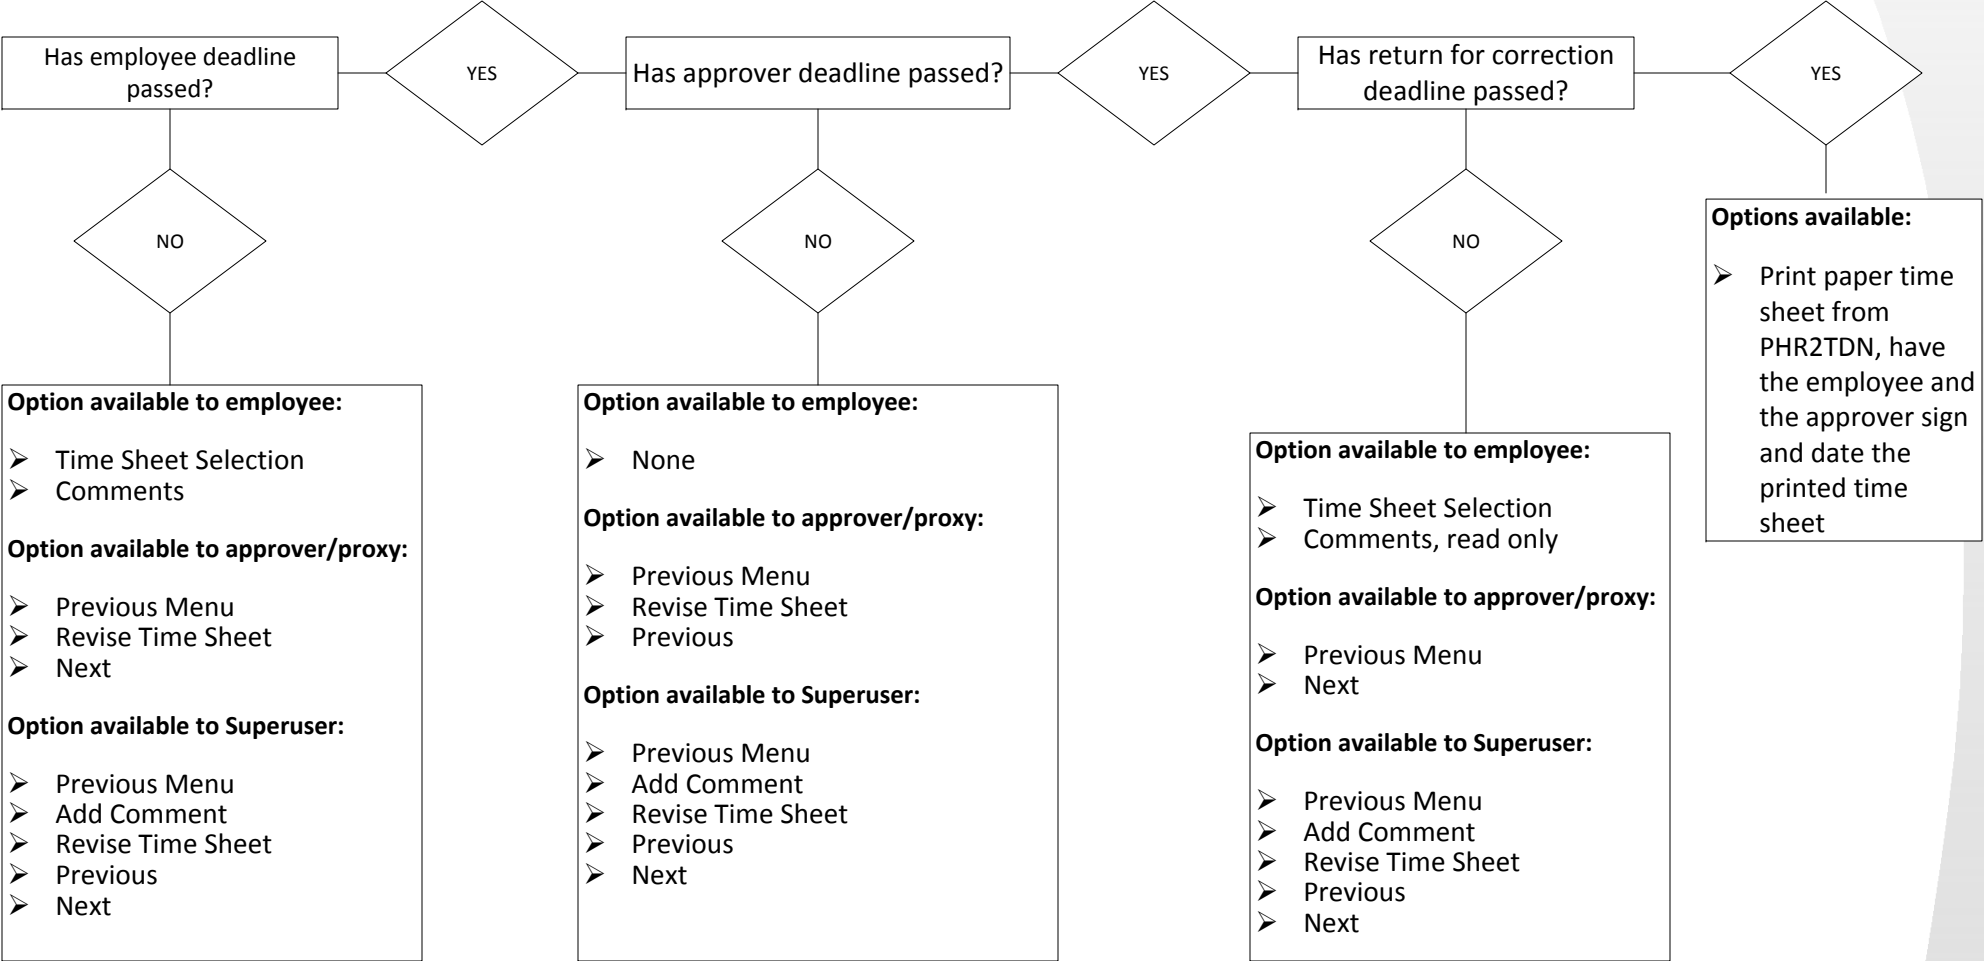 Has employee deadline
passed?
YES
Has approver deadline passed?
YES
Has return for correction
deadline passed?
YES
NO
NO
NO
Option available to employee:
➢ Time Sheet Selection
➢ Comments
Option available to approver/proxy:
➢ Previous Menu
➢ Revise Time Sheet
➢ Next
Option available to Superuser:
➢ Previous Menu
➢ Add Comment
➢ Revise Time Sheet
➢ Previous
➢ Next
Option available to employee:
➢ None
Option available to approver/proxy:
➢ Previous Menu
➢ Revise Time Sheet
➢ Previous
Option available to Superuser:
➢ Previous Menu
➢ Add Comment
➢ Revise Time Sheet
➢ Previous
➢ Next
Option available to employee:
➢ Time Sheet Selection
➢ Comments, read only
Option available to approver/proxy:
➢ Previous Menu
➢ Next
Option available to Superuser:
➢ Previous Menu
➢ Add Comment
➢ Revise Time Sheet
➢ Previous
➢ Next
Options available:
➢ Print paper time
sheet from
PHR2TDN, have
the employee and
the approver sign
and date the
printed time
sheet